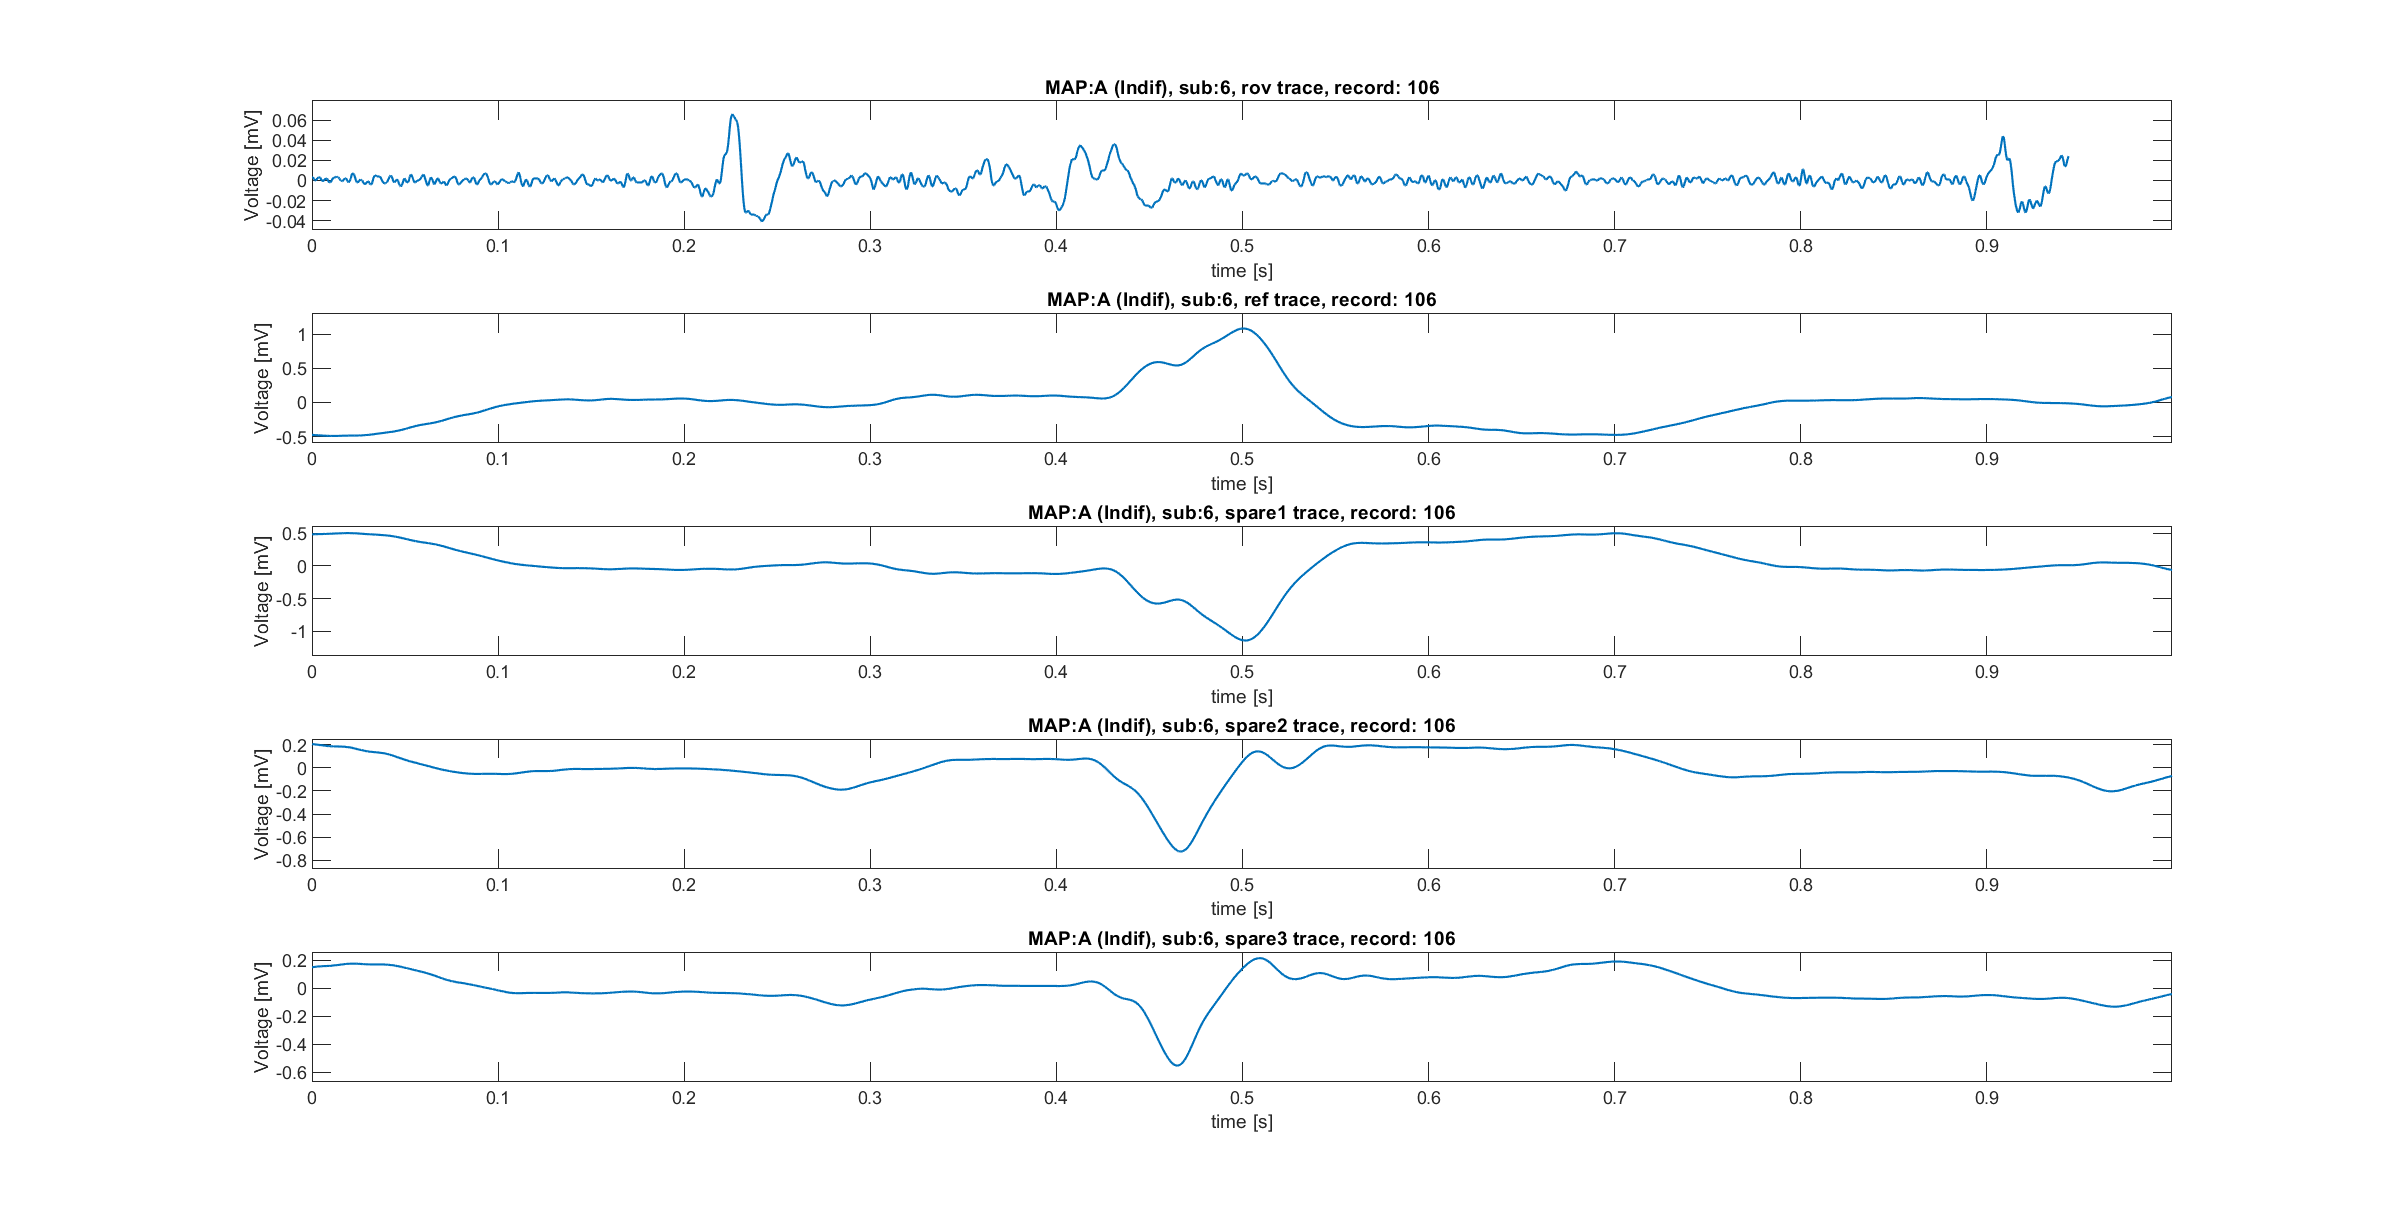 MAP:A (Indif), sub:6, rov trace, record: 106
Voltage [mV]
0.06
0.04
0.02
0
-0.02
-0.04
0 0.1 0.2 0.3 0.4 0.5 0.6 0.7 0.8 0.9
time [s]
MAP:A (Indif), sub:6, ref trace, record: 106
Voltage [mV]
1
0.5
0
-0.5
0 0.1 0.2 0.3 0.4 0.5 0.6 0.7 0.8 0.9
time [s]
MAP:A (Indif), sub:6, spare1 trace, record: 106
Voltage [mV]
0.5
0
-0.5
-1
0 0.1 0.2 0.3 0.4 0.5 0.6 0.7 0.8 0.9
time [s]
MAP:A (Indif), sub:6, spare2 trace, record: 106
Voltage [mV]
0.2
0
-0.2
-0.4
-0.6
-0.8
0 0.1 0.2 0.3 0.4 0.5 0.6 0.7 0.8 0.9
time [s]
MAP:A (Indif), sub:6, spare3 trace, record: 106
Voltage [mV]
0.2
0
-0.2
-0.4
-0.6
0 0.1 0.2 0.3 0.4 0.5 0.6 0.7 0.8 0.9
time [s]